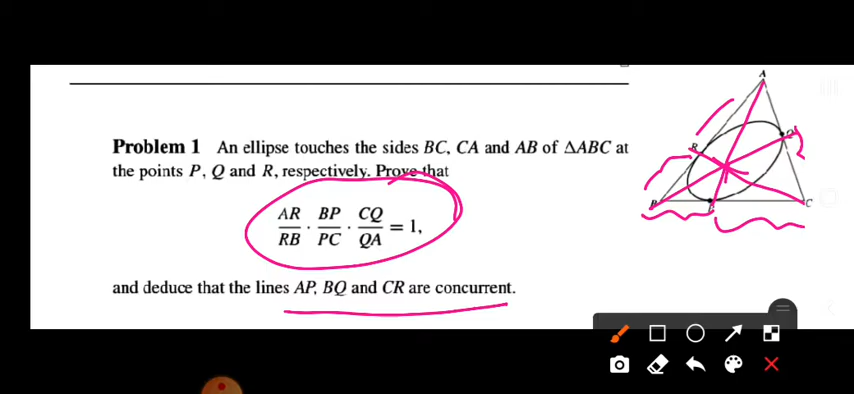 Problem 1 An ellipse touches the sides BC, CA and AB of ΔABC at
the points P, Q and R, respectively. Prove that
AR/RB · BP/PC · CQ/QA = 1,
and deduce that the lines AP, BQ and CR are concurrent.
A
R
Q
B
P
C